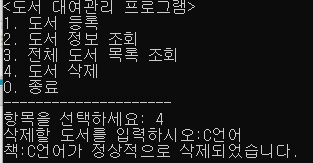 <도서 대여관리 프로그램>
1. 도서 등록
2. 도서 정보 조회
3. 전체 도서 목록 조회
4. 도서 삭제
0. 종료
---------------------
항목을 선택하세요: 4
삭제할 도서를 입력하시오:C언어
책:C언어가 정상적으로 삭제되었습니다.